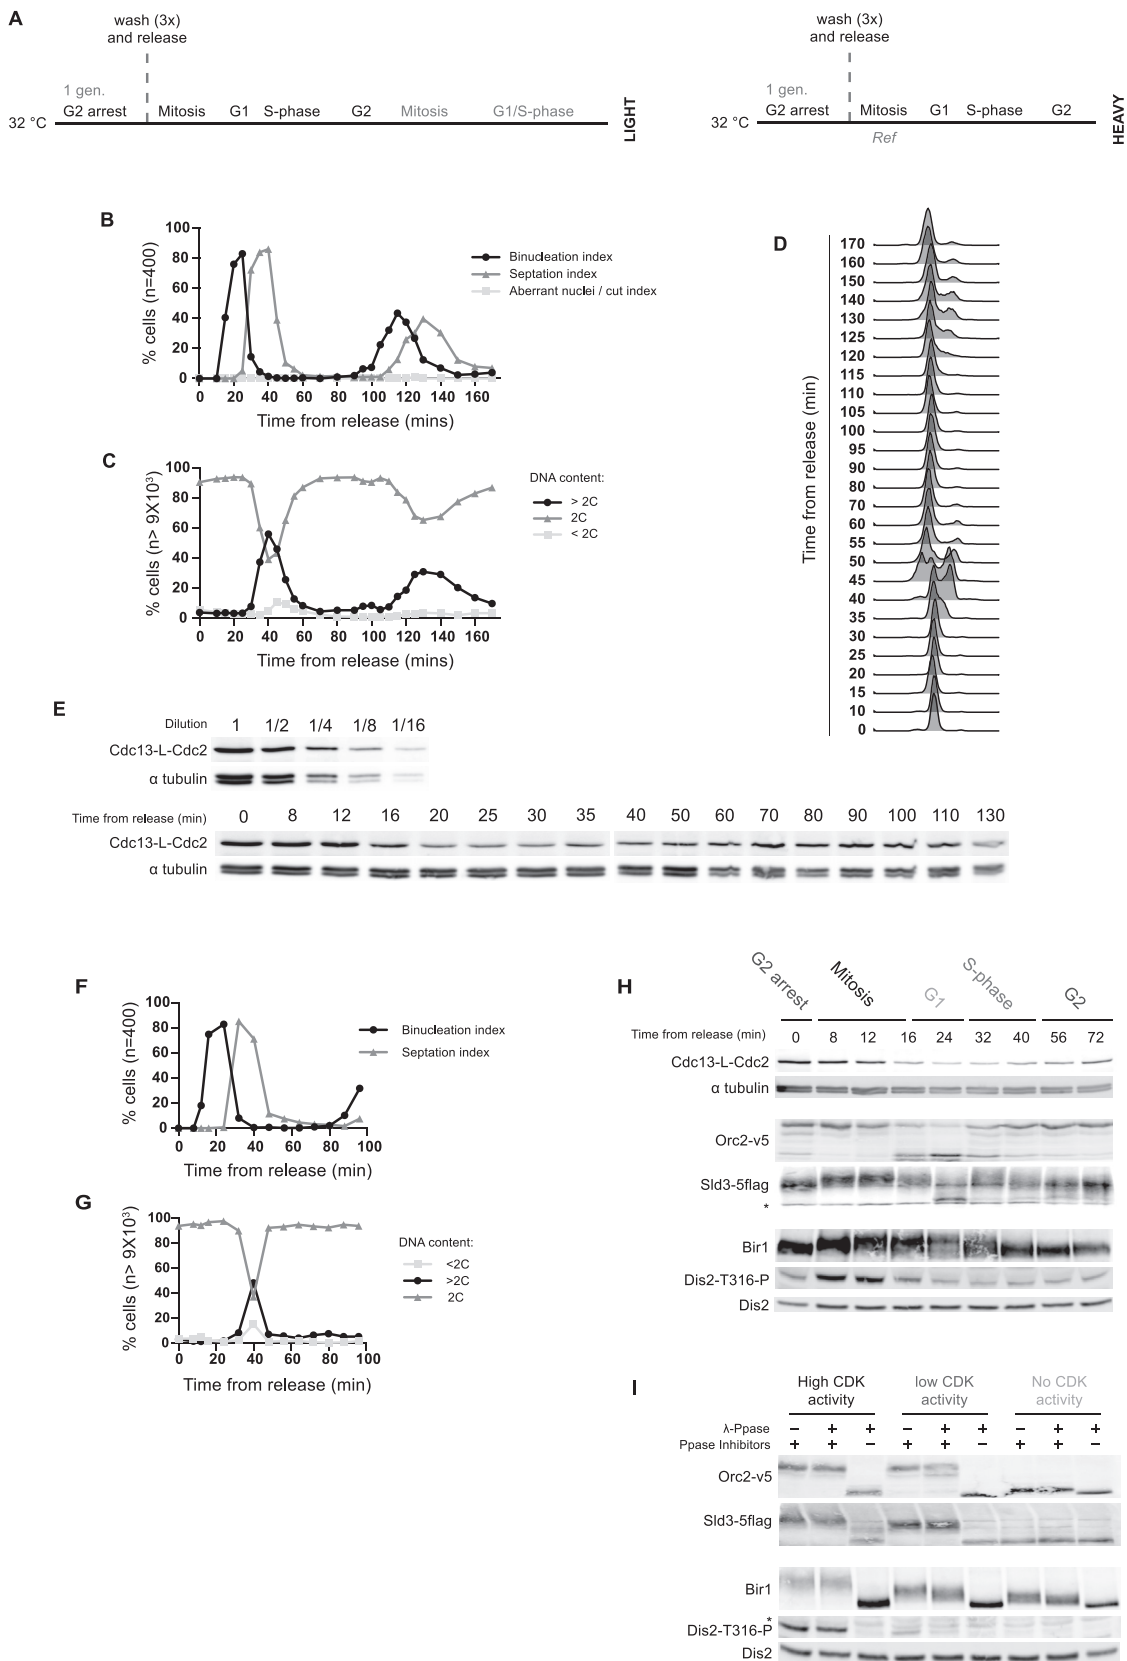 A
wash (3x)
and release
1 gen.
G2 arrest
Mitosis
G1
S-phase
G2
Mitosis
G1/S-phase
32 °C
LIGHT
wash (3x)
and release
1 gen.
G2 arrest
Mitosis
G1
S-phase
G2
32 °C
Ref
HEAVY
B
% cells (n=400)
100
80
60
40
20
0
0 20 40 60 80 100 120 140 160
Time from release (mins)
Binucleation index
Septation index
Aberrant nuclei / cut index
C
% cells (n> 9X10³)
100
80
60
40
20
0
0 20 40 60 80 100 120 140 160
Time from release (mins)
DNA content:
> 2C
2C
< 2C
D
Time from release (min)
170
160
150
140
130
125
120
115
110
105
100
95
90
80
70
60
55
50
45
40
35
30
25
20
15
10
0
E
Dilution 1 1/2 1/4 1/8 1/16
Cdc13-L-Cdc2
α tubulin
Time from release (min) 0 8 12 16 20 25 30 35 40 50 60 70 80 90 100 110 130
Cdc13-L-Cdc2
α tubulin
F
% cells (n=400)
100
80
60
40
20
0
0 20 40 60 80 100
Time from release (min)
Binucleation index
Septation index
G
% cells (n> 9X10³)
100
80
60
40
20
0
0 20 40 60 80 100
Time from release (min)
DNA content:
<2C
>2C
2C
H
G2 arrest
Mitosis
G1
S-phase
G2
Time from release (min) 0 8 12 16 24 32 40 56 72
Cdc13-L-Cdc2
α tubulin
Orc2-v5
Sld3-5flag
*
Bir1
Dis2-T316-P
Dis2
I
High CDK
activity
low CDK
activity
No CDK
activity
λ-Ppase − + + − + + − + +
Ppase Inhibitors + + − + + − + + −
Orc2-v5
Sld3-5flag
Bir1
*
Dis2-T316-P
Dis2